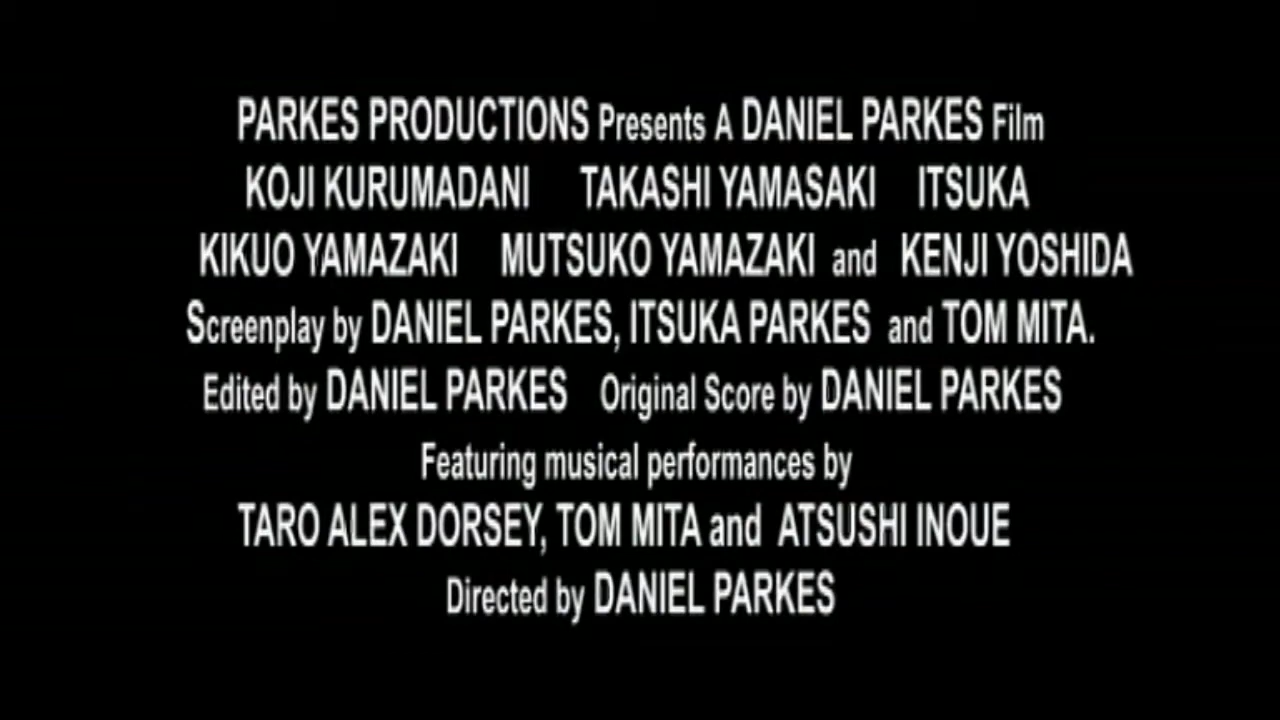 PARKES PRODUCTIONS Presents A DANIEL PARKES Film
KOJI KURUMADANI TAKASHI YAMASAKI ITSUKA
KIKUO YAMAZAKI MUTSUKO YAMAZAKI and KENJI YOSHIDA
Screenplay by DANIEL PARKES, ITSUKA PARKES and TOM MITA.
Edited by DANIEL PARKES Original Score by DANIEL PARKES
Featuring musical performances by
TARO ALEX DORSEY, TOM MITA and ATSUSHI INOUE
Directed by DANIEL PARKES